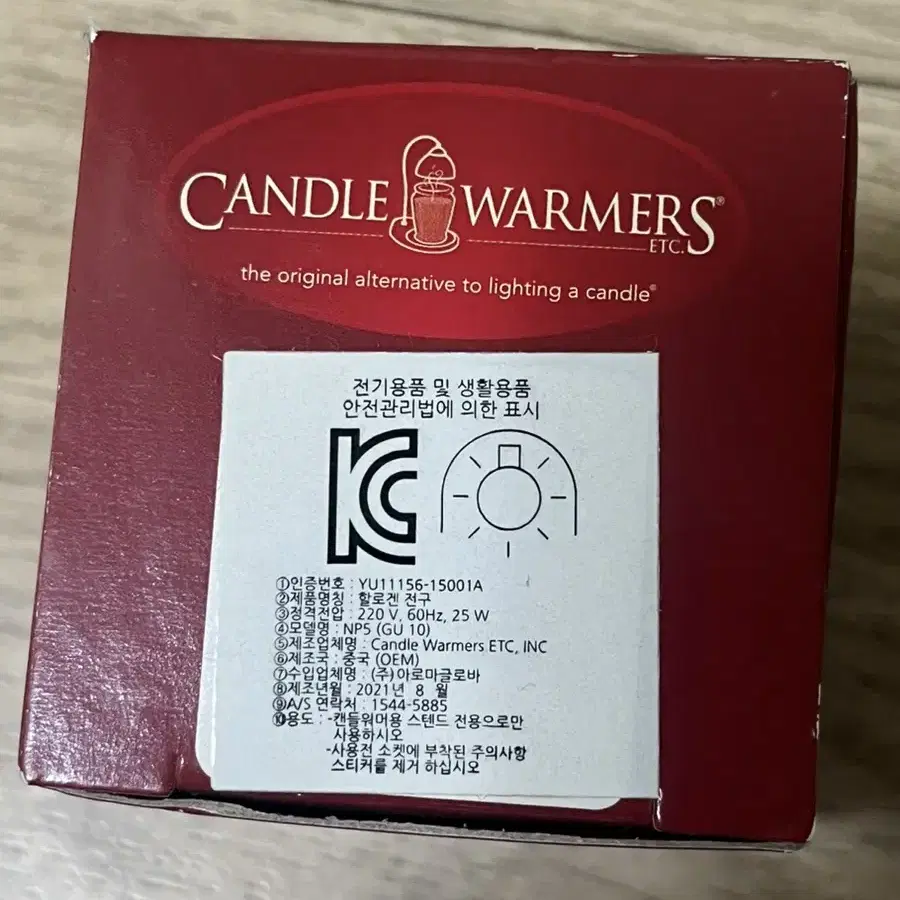 CANDLE WARMERS®
ETC.
the original alternative to lighting a candle®
전기용품 및 생활용품
안전관리법에 의한 표시
KC
①인증번호 : YU11156-15001A
②제품명칭 : 할로겐 전구
③정격전압 : 220 V, 60Hz, 25 W
④모델명 : NP5 (GU 10)
⑤제조업체명 : Candle Warmers ETC, INC
⑥제조국 : 중국 (OEM)
⑦수입업체명 : (주)아로마글로바
⑧제조년월 : 2021년 8 월
⑨A/S 연락처 : 1544-5885
⑩용도 : -캔들워머용 스텐드 전용으로만
사용하시오
-사용전 소켓에 부착된 주의사항
스티커를 제거 하십시오